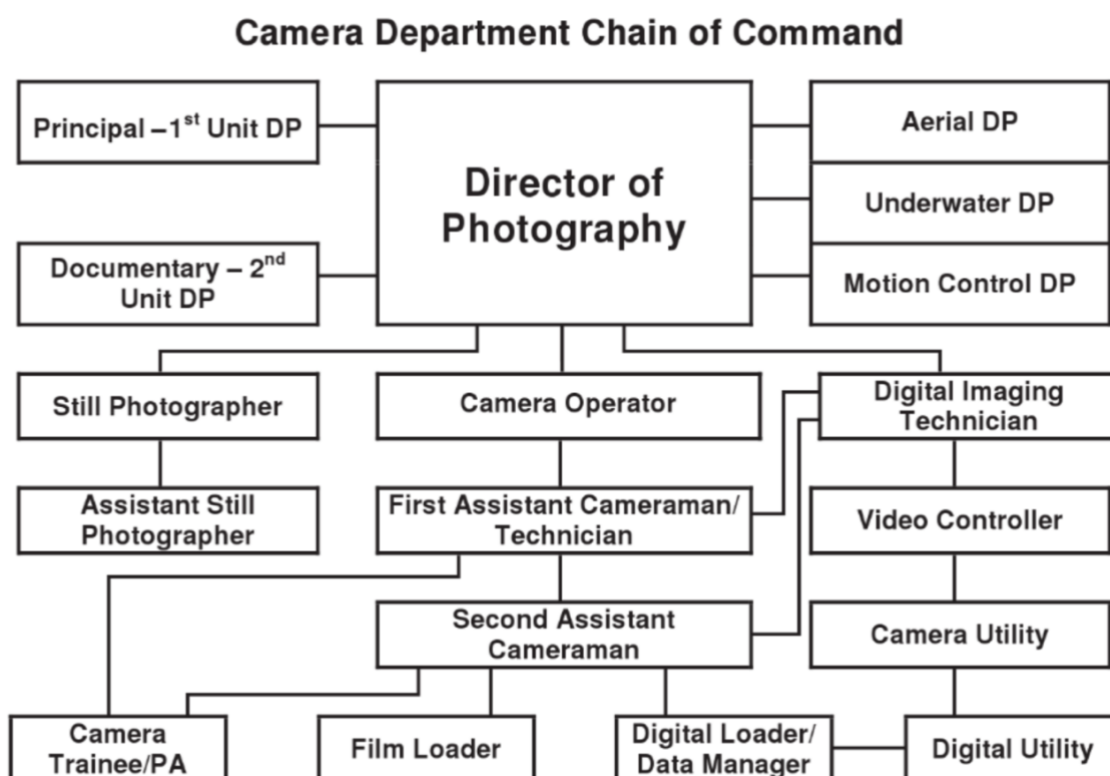 Camera Department Chain of Command
Principal –1st Unit DP
Director of
Photography
Aerial DP
Underwater DP
Documentary – 2nd
Unit DP
Motion Control DP
Still Photographer
Camera Operator
Digital Imaging
Technician
Assistant Still
Photographer
First Assistant Cameraman/
Technician
Video Controller
Second Assistant
Cameraman
Camera Utility
Camera
Trainee/PA
Film Loader
Digital Loader/
Data Manager
Digital Utility